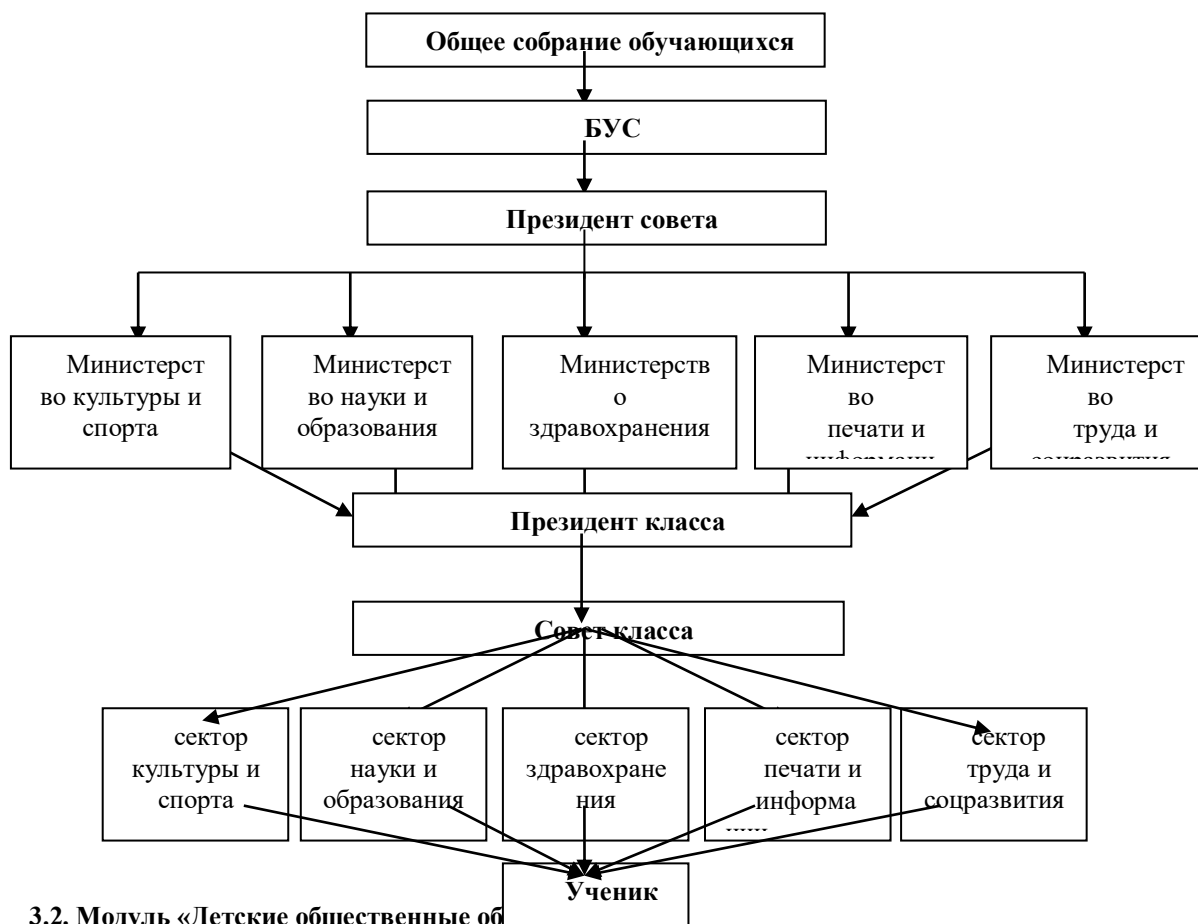 Общее собрание обучающихся
БУС
Президент совета
Министерст
во культуры и
спорта
Министерст
во науки и
образования
Министерств
о
здравохранения
Министерст
во
печати и
Министерст
во
труда и
соцразвития
Президент класса
Совет класса
сектор
культуры и
спорта
сектор
науки и
образования
сектор
здравохране
ния
сектор
печати и
информа
сектор
труда и
соцразвития
Ученик
3.2. Модуль «Детские общественные об